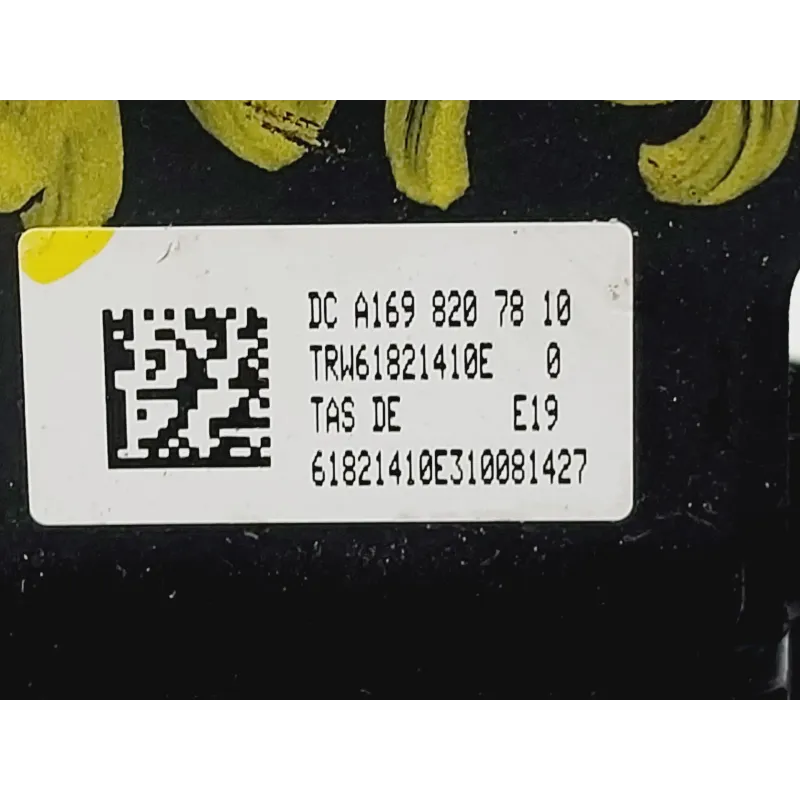 DC A169 820 78 10
TRW61821410E 0
TAS DE E19
61821410E310081427